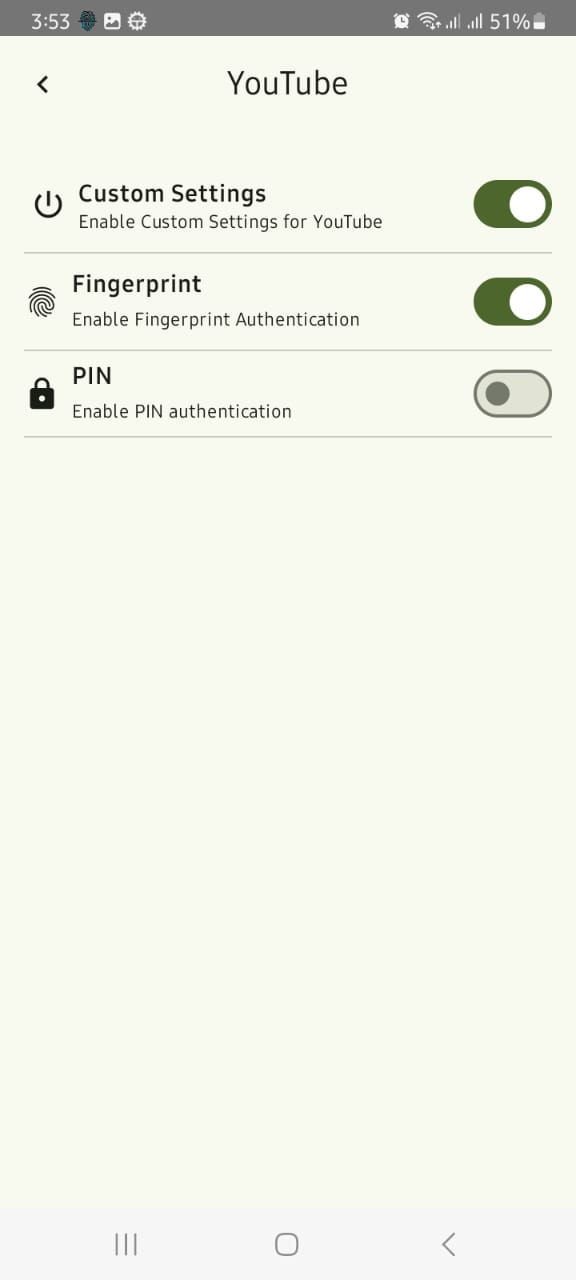 3:53
51%
YouTube
Custom Settings
Enable Custom Settings for YouTube
Fingerprint
Enable Fingerprint Authentication
PIN
Enable PIN authentication